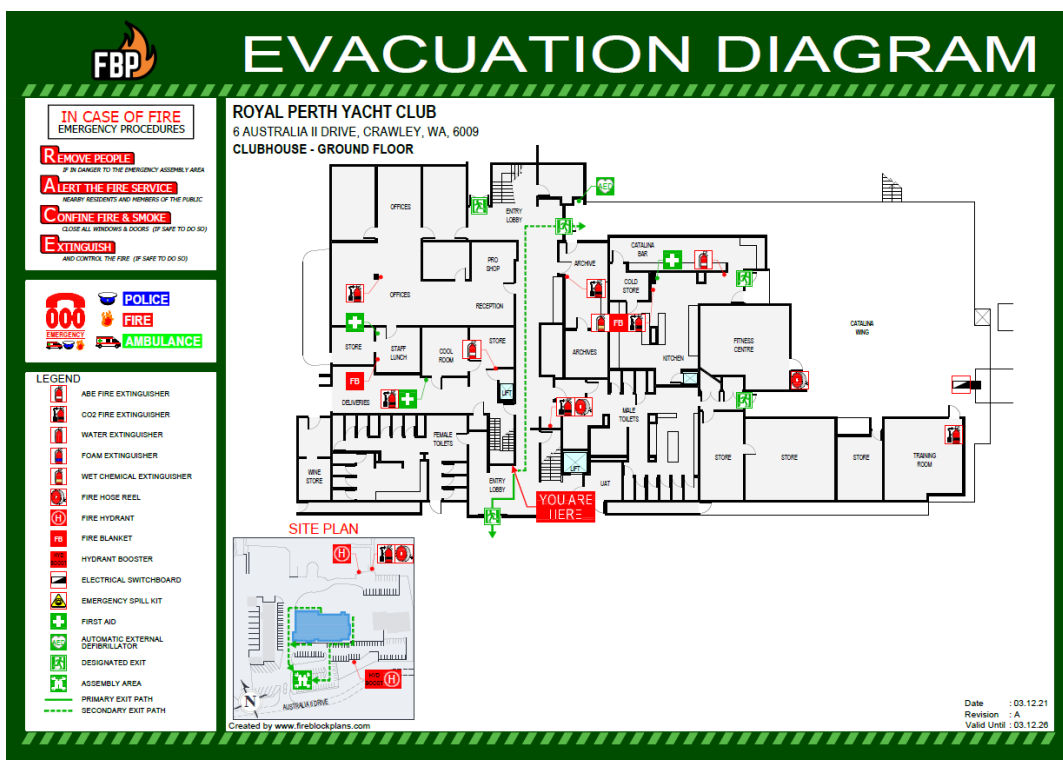 FBP
EVACUATION DIAGRAM
IN CASE OF FIRE
EMERGENCY PROCEDURES
REMOVE PEOPLE
IF IN DANGER TO THE EMERGENCY ASSEMBLY AREA
ALERT THE FIRE SERVICE
NEARBY RESIDENTS AND MEMBERS OF THE PUBLIC
CONFINE FIRE & SMOKE
CLOSE ALL WINDOWS & DOORS (IF SAFE TO DO SO)
EXTINGUISH
AND CONTROL THE FIRE (IF SAFE TO DO SO)
000
EMERGENCY
POLICE
FIRE
AMBULANCE
LEGEND
ABE FIRE EXTINGUISHER
CO2 FIRE EXTINGUISHER
WATER EXTINGUISHER
FOAM EXTINGUISHER
WET CHEMICAL EXTINGUISHER
FIRE HOSE REEL
H FIRE HYDRANT
FB FIRE BLANKET
HYD BOOST HYDRANT BOOSTER
ELECTRICAL SWITCHBOARD
EMERGENCY SPILL KIT
FIRST AID
AED AUTOMATIC EXTERNAL
DEFIBRILLATOR
DESIGNATED EXIT
ASSEMBLY AREA
PRIMARY EXIT PATH
SECONDARY EXIT PATH
ROYAL PERTH YACHT CLUB
6 AUSTRALIA II DRIVE, CRAWLEY, WA, 6009
CLUBHOUSE - GROUND FLOOR
AED
OFFICES
ENTRY
LOBBY
CATALINA
BAR
PRO
SHOP
ARCHIVE
COLD
STORE
OFFICES
RECEPTION
CATALINA
WING
FB
STORE
STAFF
LUNCH
COOL
ROOM
STORE
ARCHIVES
KITCHEN
FITNESS
CENTRE
FB
LIFT
DELIVERIES
MALE
TOILETS
FEMALE
TOILETS
WINE
STORE
ENTRY
LOBBY
LIFT
UAT
STORE
STORE
STORE
TRAINING
ROOM
YOU ARE
HERE
SITE PLAN
H
HYD
BOOST
H
N
AUSTRALIA II DRIVE
Created by www.fireblockplans.com
Date : 03.12.21
Revision : A
Valid Until : 03.12.26